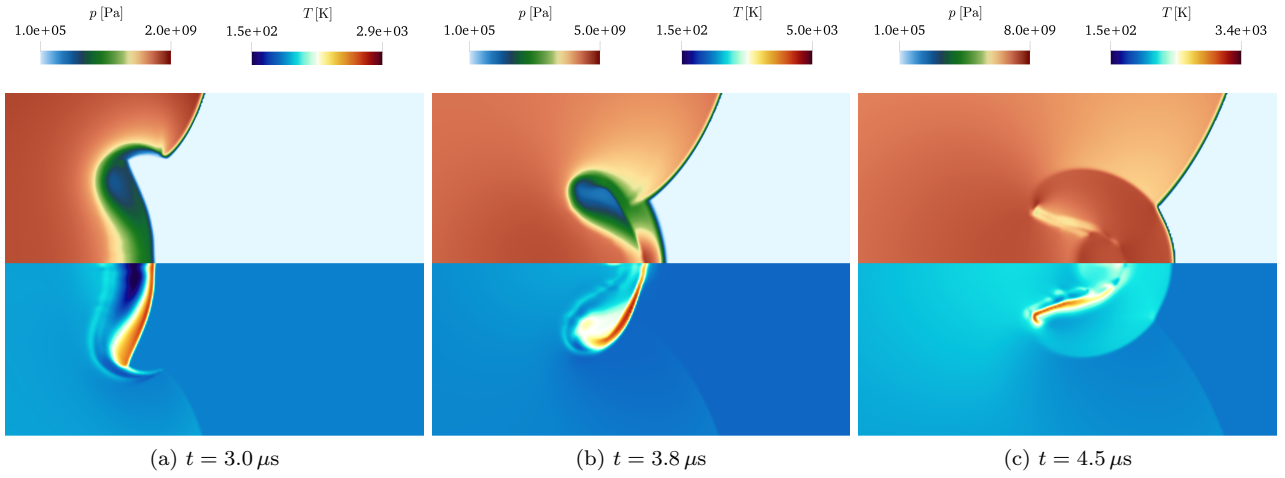 p [Pa] T [K] p [Pa] T [K] p [Pa] T [K]
1.0e+05 2.0e+09 1.5e+02 2.9e+03 1.0e+05 5.0e+09 1.5e+02 5.0e+03 1.0e+05 8.0e+09 1.5e+02 3.4e+03
(a) t = 3.0 μs (b) t = 3.8 μs (c) t = 4.5 μs